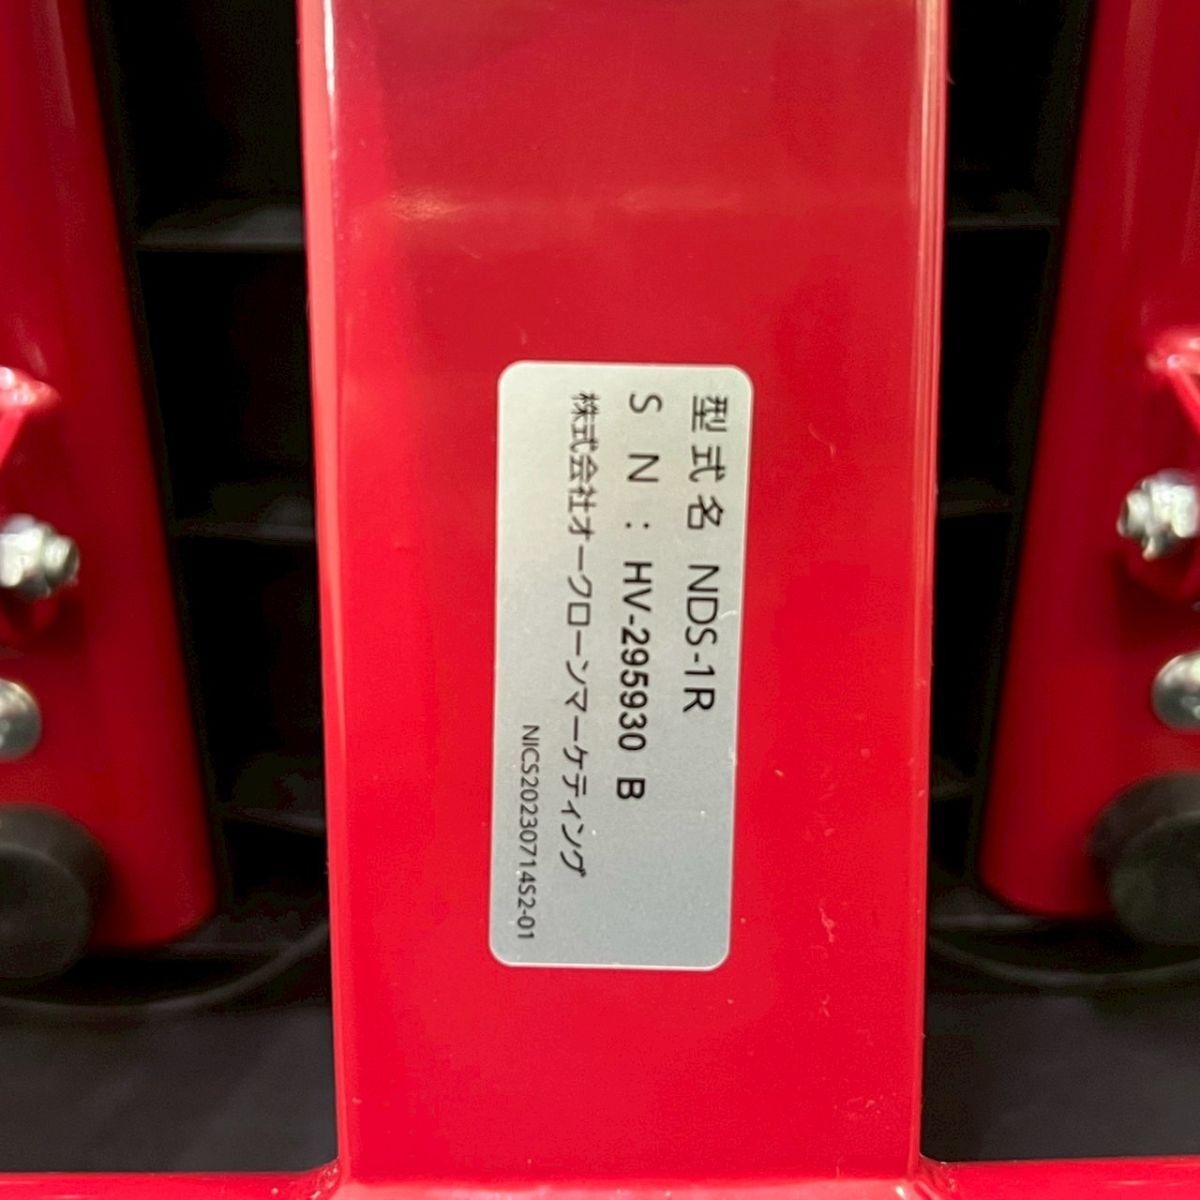 型式名 NDS-1R
SN: HV-295930 B
株式会社オークローンマーケティング
NICS20230714S2-01